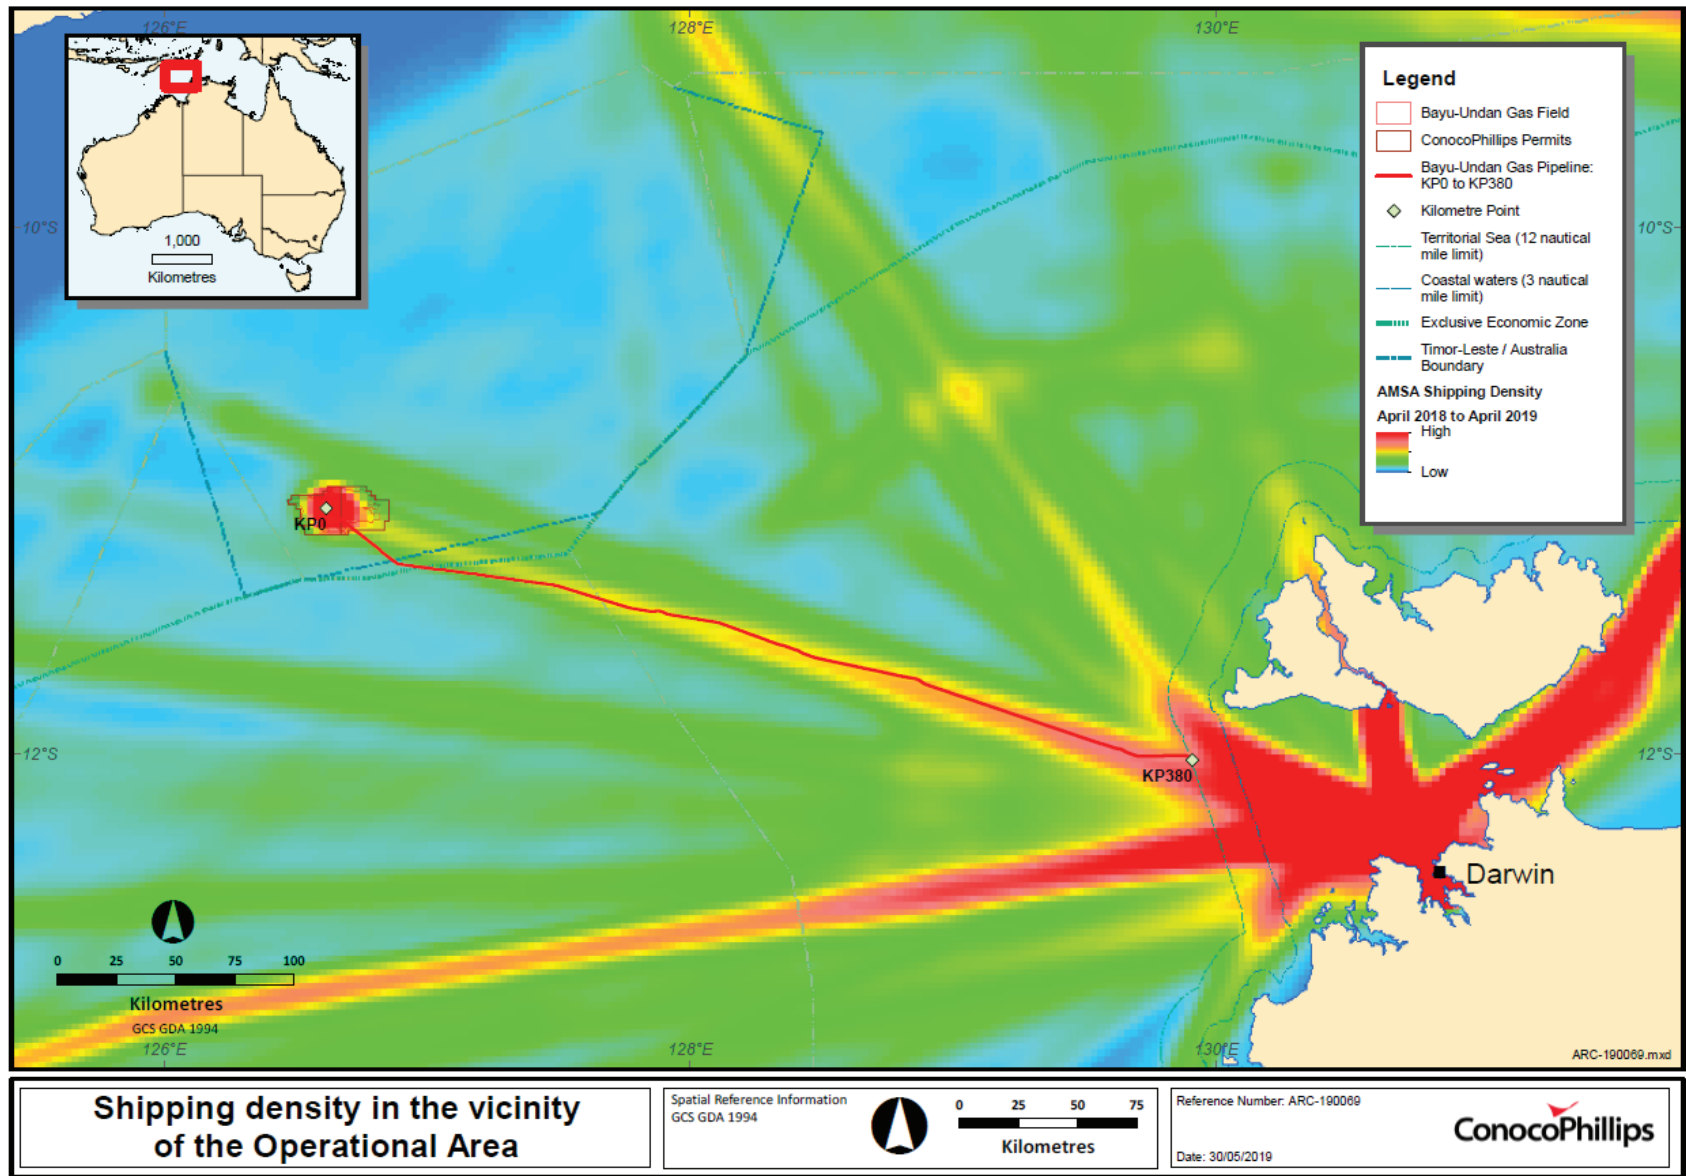 126°E
128°E
130°E
1,000
Kilometres
Legend
Bayu-Undan Gas Field
ConocoPhillips Permits
Bayu-Undan Gas Pipeline:
KP0 to KP380
Kilometre Point
Territorial Sea (12 nautical
mile limit)
Coastal waters (3 nautical
mile limit)
Exclusive Economic Zone
Timor-Leste / Australia
Boundary
AMSA Shipping Density
April 2018 to April 2019
High
Low
10°S
10°S
KP0
12°S
12°S
KP380
Darwin
0 25 50 75 100
Kilometres
GCS GDA 1994
126°E
128°E
130°E
ARC-190069.mxd
Shipping density in the vicinity
of the Operational Area
Spatial Reference Information
GCS GDA 1994
0 25 50 75
Kilometres
Reference Number: ARC-190069
Date: 30/05/2019
ConocoPhillips